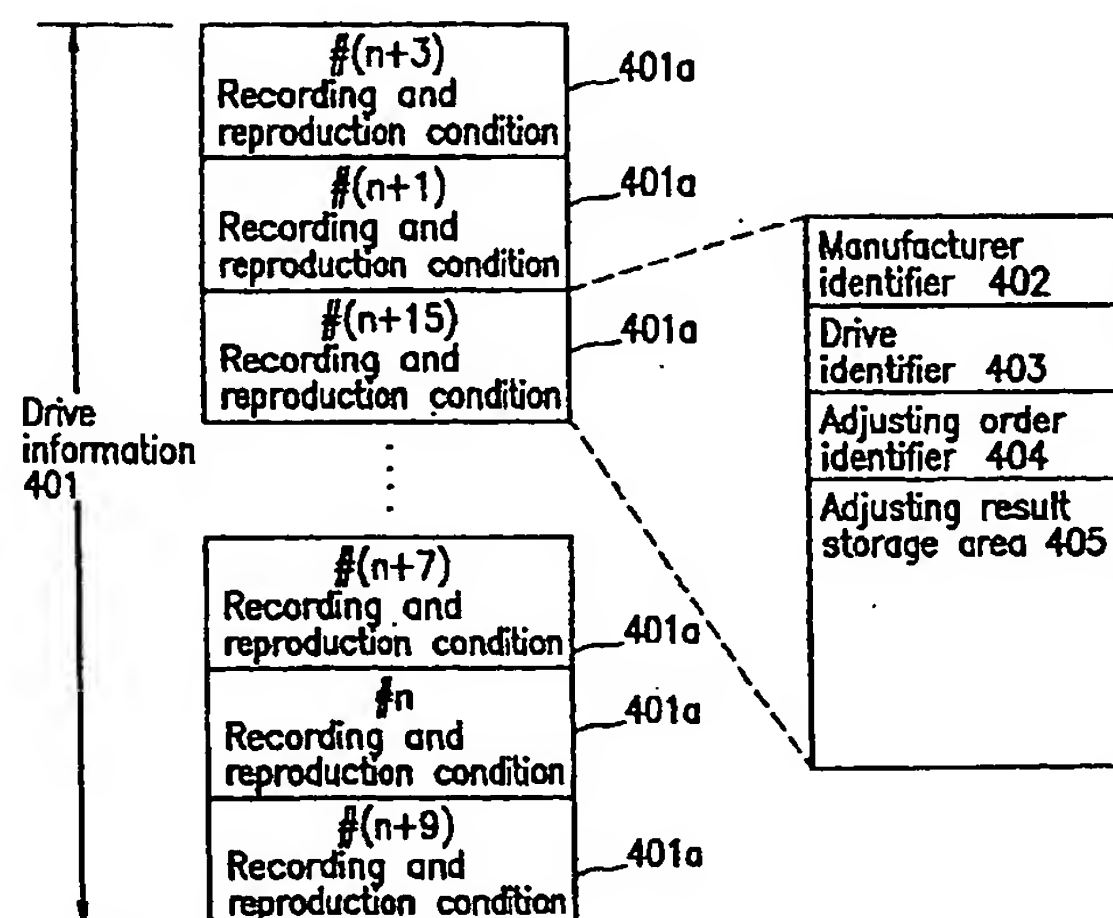 #(n+3)
Recording and
reproduction condition
401a
#(n+1)
Recording and
reproduction condition
401a
#(n+15)
Recording and
reproduction condition
401a
Drive
information
401
#(n+7)
Recording and
reproduction condition
401a
#n
Recording and
reproduction condition
401a
#(n+9)
Recording and
reproduction condition
401a
Manufacturer
identifier 402
Drive
identifier 403
Adjusting order
identifier 404
Adjusting result
storage area 405